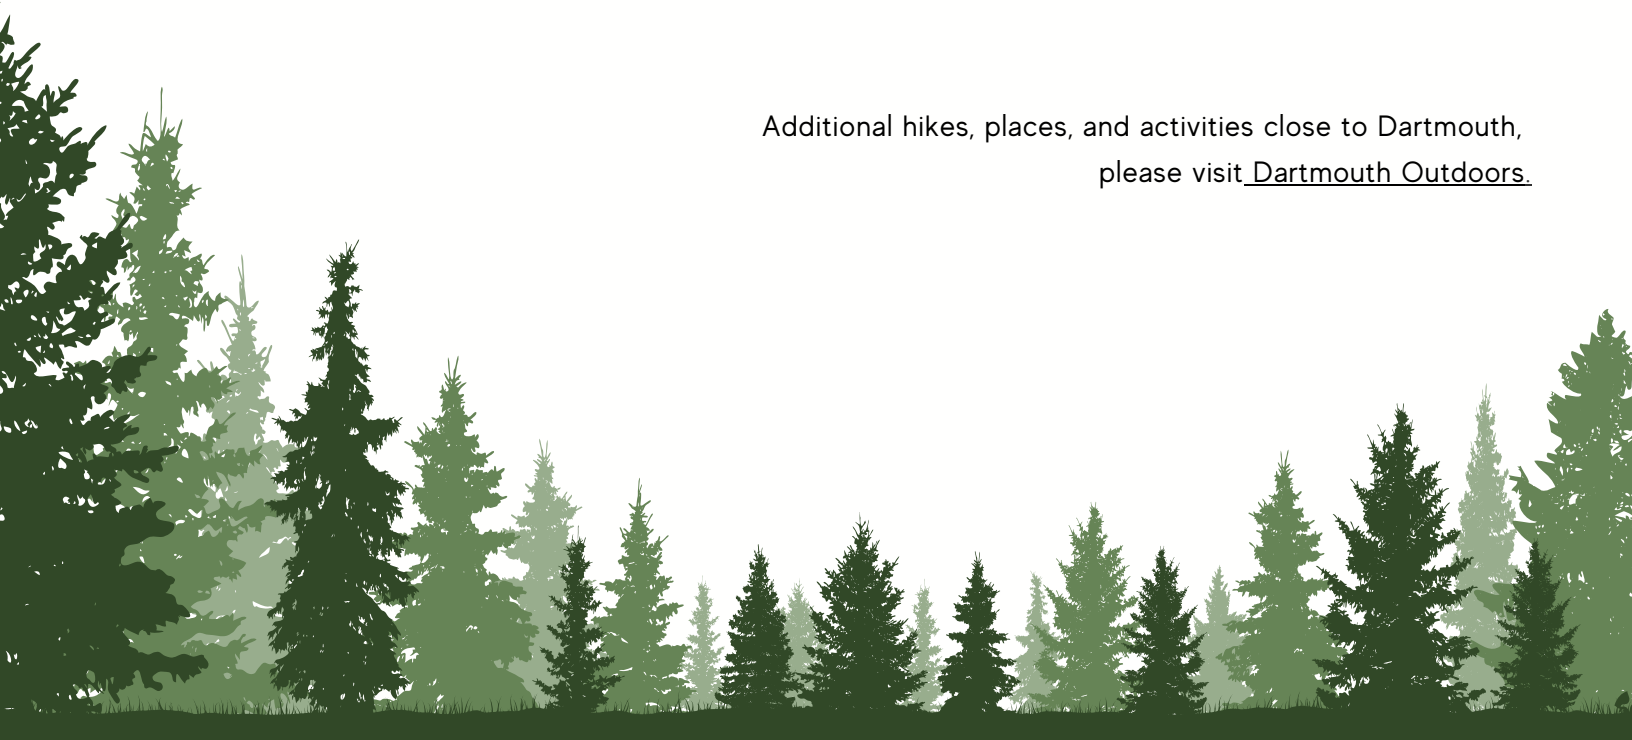 Additional hikes, places, and activities close to Dartmouth,
please visit Dartmouth Outdoors.